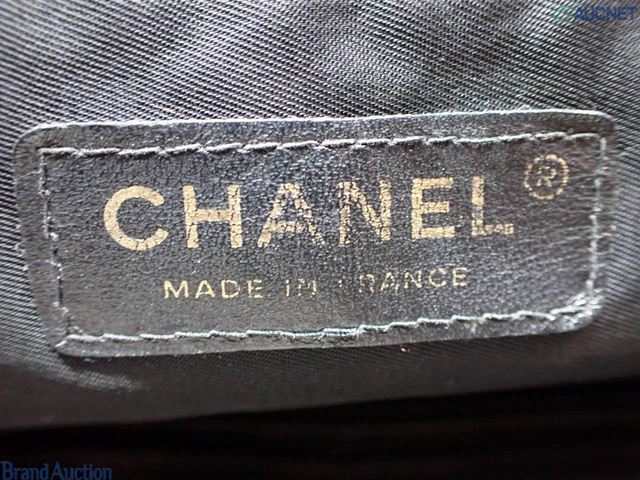 AUCNET
CHANEL®
MADE IN FRANCE
Brand Auction